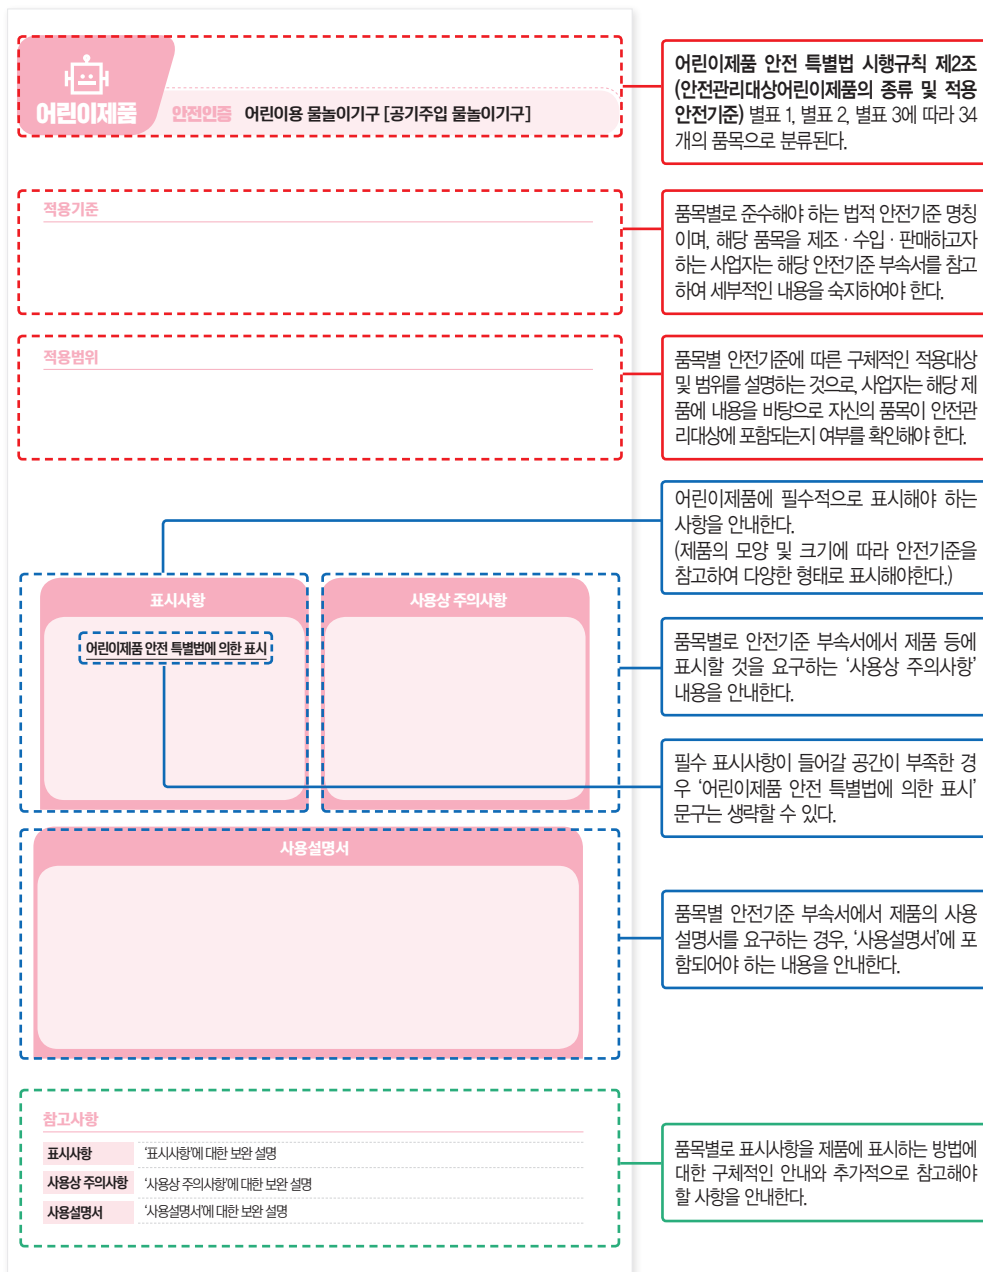 어린이제품
안전인증 어린이용 물놀이기구 [공기주입 물놀이기구]
어린이제품 안전 특별법 시행규칙 제2조
(안전관리대상어린이제품의 종류 및 적용
안전기준) 별표 1, 별표 2, 별표 3에 따라 34
개의 품목으로 분류된다.
적용기준
품목별로 준수해야 하는 법적 안전기준 명칭
이며, 해당 품목을 제조 · 수입 · 판매하고자
하는 사업자는 해당 안전기준 부속서를 참고
하여 세부적인 내용을 숙지하여야 한다.
적용범위
품목별 안전기준에 따른 구체적인 적용대상
및 범위를 설명하는 것으로, 사업자는 해당 제
품에 내용을 바탕으로 자신의 품목이 안전관
리대상에 포함되는지 여부를 확인해야 한다.
어린이제품에 필수적으로 표시해야 하는
사항을 안내한다.
(제품의 모양 및 크기에 따라 안전기준을
참고하여 다양한 형태로 표시해야한다.)
표시사항
어린이제품 안전 특별법에 의한 표시
사용상 주의사항
품목별로 안전기준 부속서에서 제품 등에
표시할 것을 요구하는 ‘사용상 주의사항’
내용을 안내한다.
필수 표시사항이 들어갈 공간이 부족한 경
우 ‘어린이제품 안전 특별법에 의한 표시’
문구는 생략할 수 있다.
사용설명서
품목별 안전기준 부속서에서 제품의 사용
설명서를 요구하는 경우, ‘사용설명서’에 포
함되어야 하는 내용을 안내한다.
참고사항
표시사항 ‘표시사항’에 대한 보완 설명
사용상 주의사항 ‘사용상 주의사항’에 대한 보완 설명
사용설명서 ‘사용설명서’에 대한 보완 설명
품목별로 표시사항을 제품에 표시하는 방법에
대한 구체적인 안내와 추가적으로 참고해야
할 사항을 안내한다.